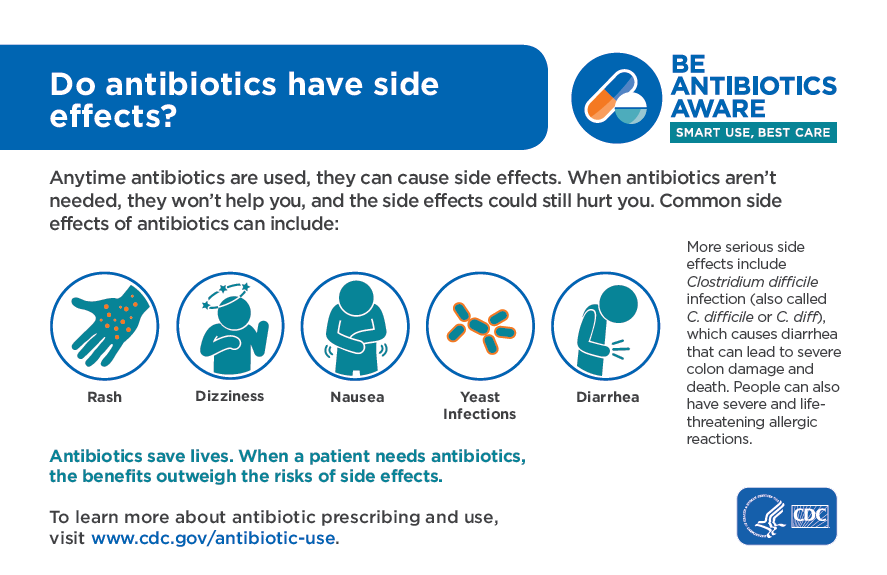 Do antibiotics have side
effects?
BE
ANTIBIOTICS
AWARE
SMART USE, BEST CARE
Anytime antibiotics are used, they can cause side effects. When antibiotics aren't
needed, they won't help you, and the side effects could still hurt you. Common side
effects of antibiotics can include:
Rash
Dizziness
Nausea
Yeast
Infections
Diarrhea
More serious side
effects include
Clostridium difficile
infection (also called
C. difficile or C. diff),
which causes diarrhea
that can lead to severe
colon damage and
death. People can also
have severe and life-
threatening allergic
reactions.
Antibiotics save lives. When a patient needs antibiotics,
the benefits outweigh the risks of side effects.
To learn more about antibiotic prescribing and use,
visit www.cdc.gov/antibiotic-use.
CDC